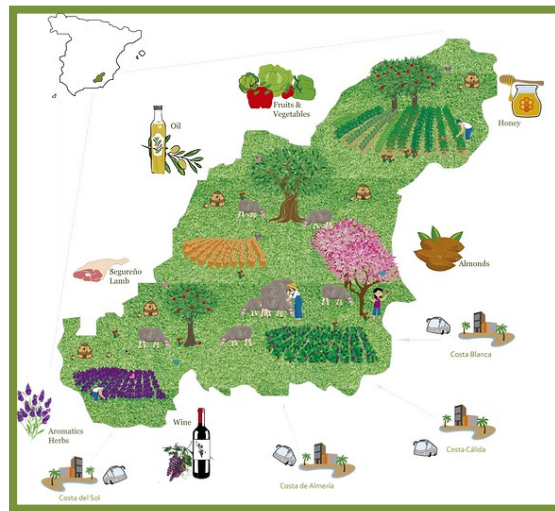 Fruits &
Vegetables
Honey
Oil
Segureño
Lamb
Almonds
Costa Blanca
Aromatics
Herbs
Wine
Costa Cálida
Costa de Almería
Costa del Sol